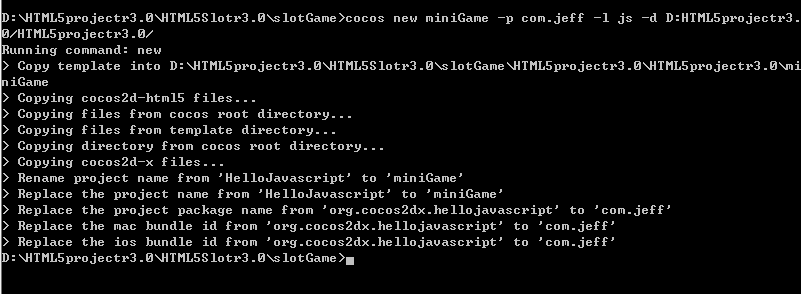 D:\HTML5projectr3.0\HTML5Slotr3.0\slotGame>cocos new miniGame -p com.jeff -l js -d D:HTML5projectr3.
0/HTML5projectr3.0/
Running command: new
> Copy template into D:\HTML5projectr3.0\HTML5Slotr3.0\slotGame\HTML5projectr3.0\HTML5projectr3.0\mi
niGame
> Copying cocos2d-html5 files...
> Copying files from cocos root directory...
> Copying files from template directory...
> Copying directory from cocos root directory...
> Copying cocos2d-x files...
> Rename project name from 'HelloJavascript' to 'miniGame'
> Replace the project name from 'HelloJavascript' to 'miniGame'
> Replace the project package name from 'org.cocos2dx.hellojavascript' to 'com.jeff'
> Replace the mac bundle id from 'org.cocos2dx.hellojavascript' to 'com.jeff'
> Replace the ios bundle id from 'org.cocos2dx.hellojavascript' to 'com.jeff'
D:\HTML5projectr3.0\HTML5Slotr3.0\slotGame>